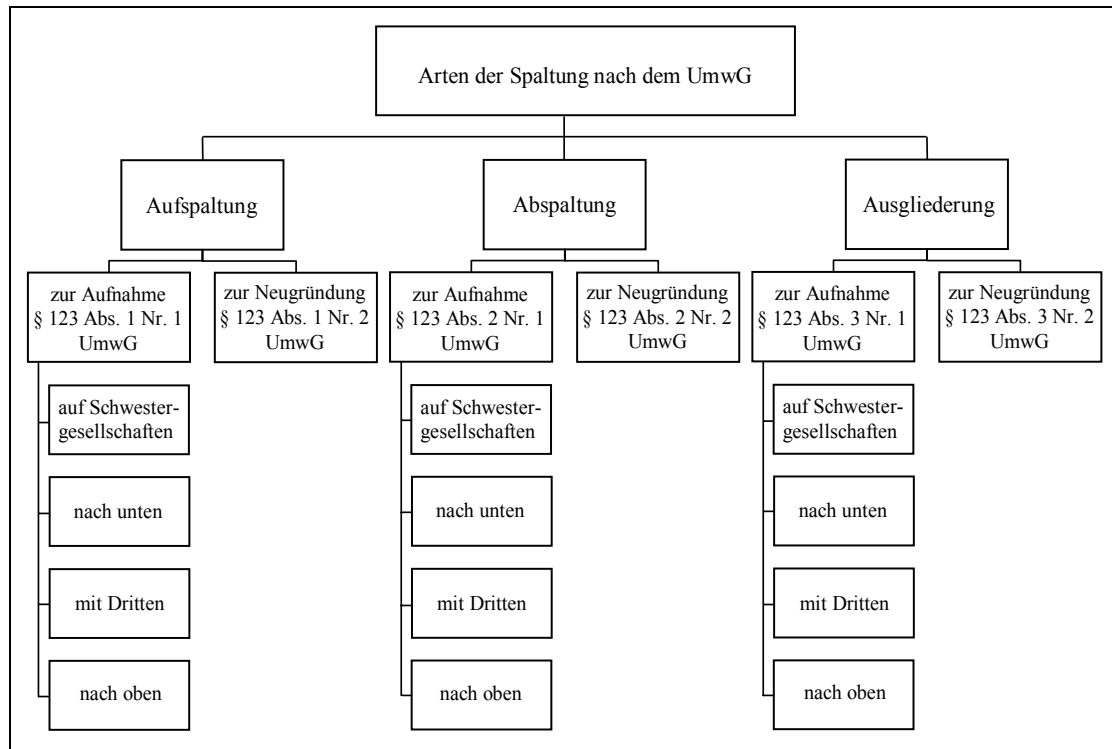 Arten der Spaltung nach dem UmwG
Aufspaltung
Abspaltung
Ausgliederung
zur Aufnahme
§ 123 Abs. 1 Nr. 1
UmwG
zur Neugründung
§ 123 Abs. 1 Nr. 2
UmwG
zur Aufnahme
§ 123 Abs. 2 Nr. 1
UmwG
zur Neugründung
§ 123 Abs. 2 Nr. 2
UmwG
zur Aufnahme
§ 123 Abs. 3 Nr. 1
UmwG
zur Neugründung
§ 123 Abs. 3 Nr. 2
UmwG
auf Schwester-
gesellschaften
auf Schwester-
gesellschaften
auf Schwester-
gesellschaften
nach unten
nach unten
nach unten
mit Dritten
mit Dritten
mit Dritten
nach oben
nach oben
nach oben